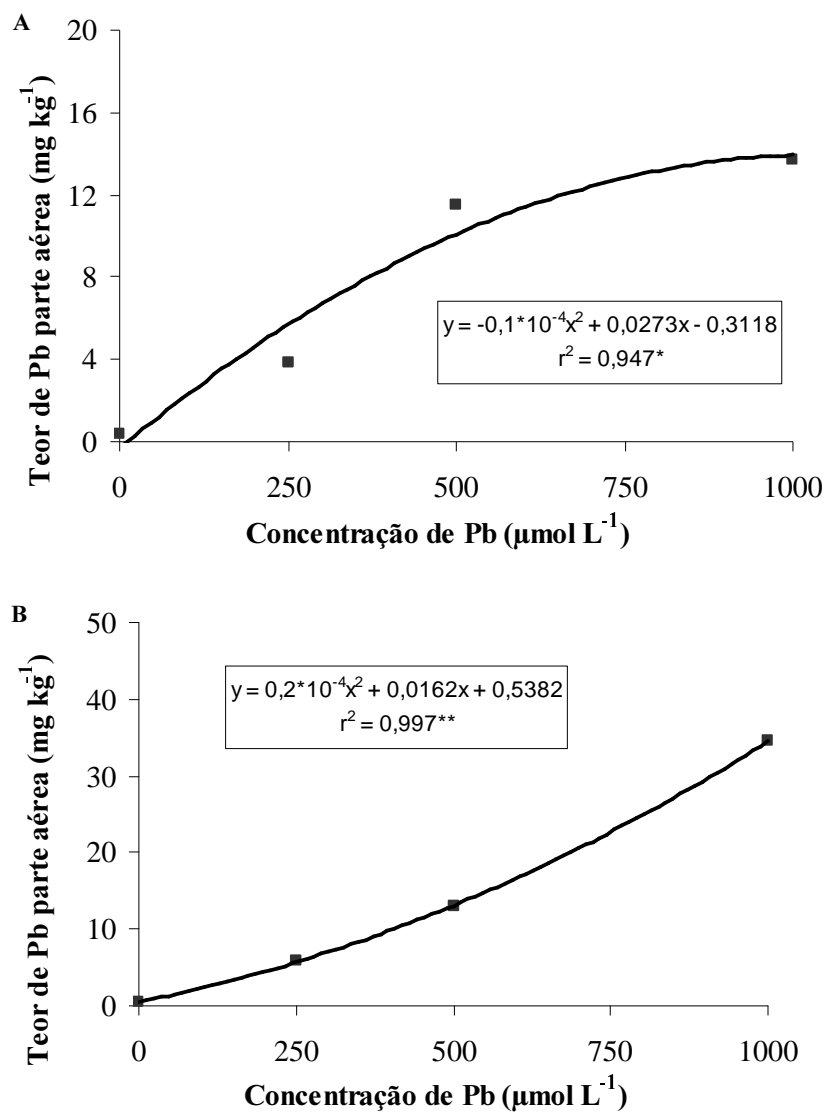 A
Teor de Pb parte aérea (mg kg⁻¹)
20
16
12
8
4
0
y = -0,1*10⁻⁴x² + 0,0273x - 0,3118
r² = 0,947*
0 250 500 750 1000
Concentração de Pb (µmol L⁻¹)
B
Teor de Pb parte aérea (mg kg⁻¹)
50
40
30
20
10
0
y = 0,2*10⁻⁴x² + 0,0162x + 0,5382
r² = 0,997**
0 250 500 750 1000
Concentração de Pb (µmol L⁻¹)